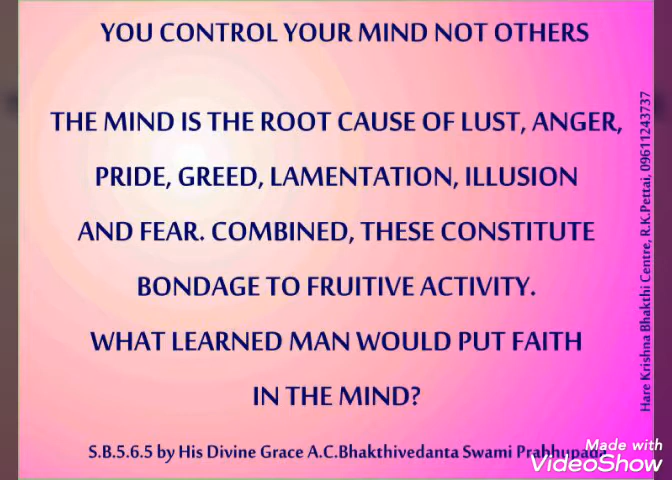 YOU CONTROL YOUR MIND NOT OTHERS
THE MIND IS THE ROOT CAUSE OF LUST, ANGER,
PRIDE, GREED, LAMENTATION, ILLUSION
AND FEAR. COMBINED, THESE CONSTITUTE
BONDAGE TO FRUITIVE ACTIVITY.
WHAT LEARNED MAN WOULD PUT FAITH
IN THE MIND?
S.B.5.6.5 by His Divine Grace A.C.Bhakthivedanta Swami Prabhupada
Hare Krishna Bhakthi Centre, R.K.Pettai, 09611243737
Made with
VideoShow